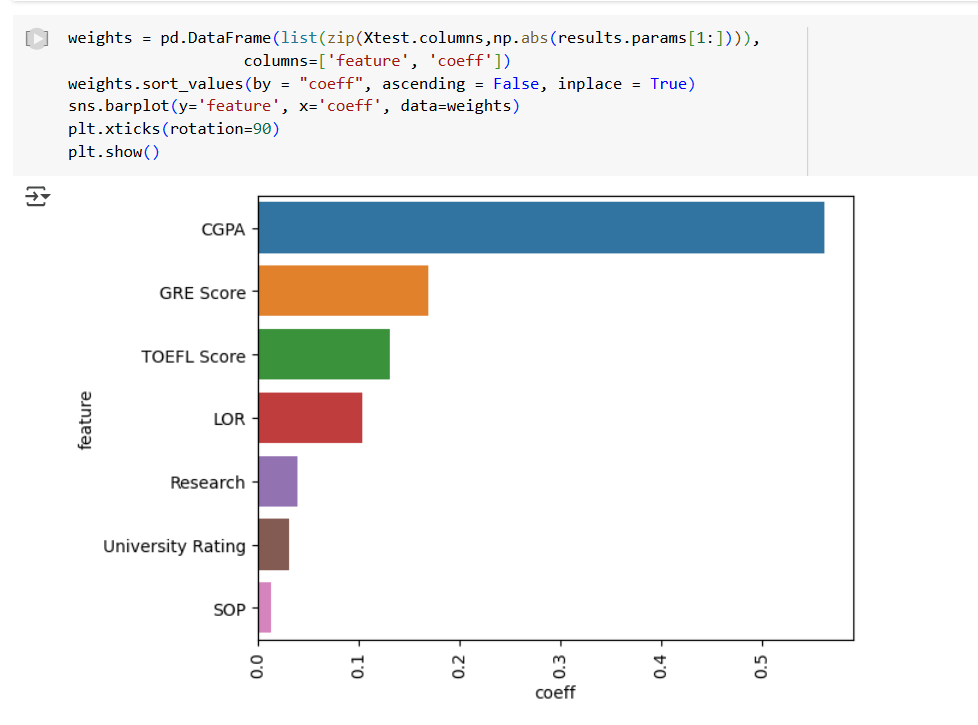 weights = pd.DataFrame(list(zip(Xtest.columns,np.abs(results.params[1:]))),
columns=['feature', 'coeff'])
weights.sort_values(by = "coeff", ascending = False, inplace = True)
sns.barplot(y='feature', x='coeff', data=weights)
plt.xticks(rotation=90)
plt.show()
CGPA
GRE Score
TOEFL Score
LOR
Research
University Rating
SOP
feature
0.0
0.1
0.2
0.3
0.4
0.5
coeff